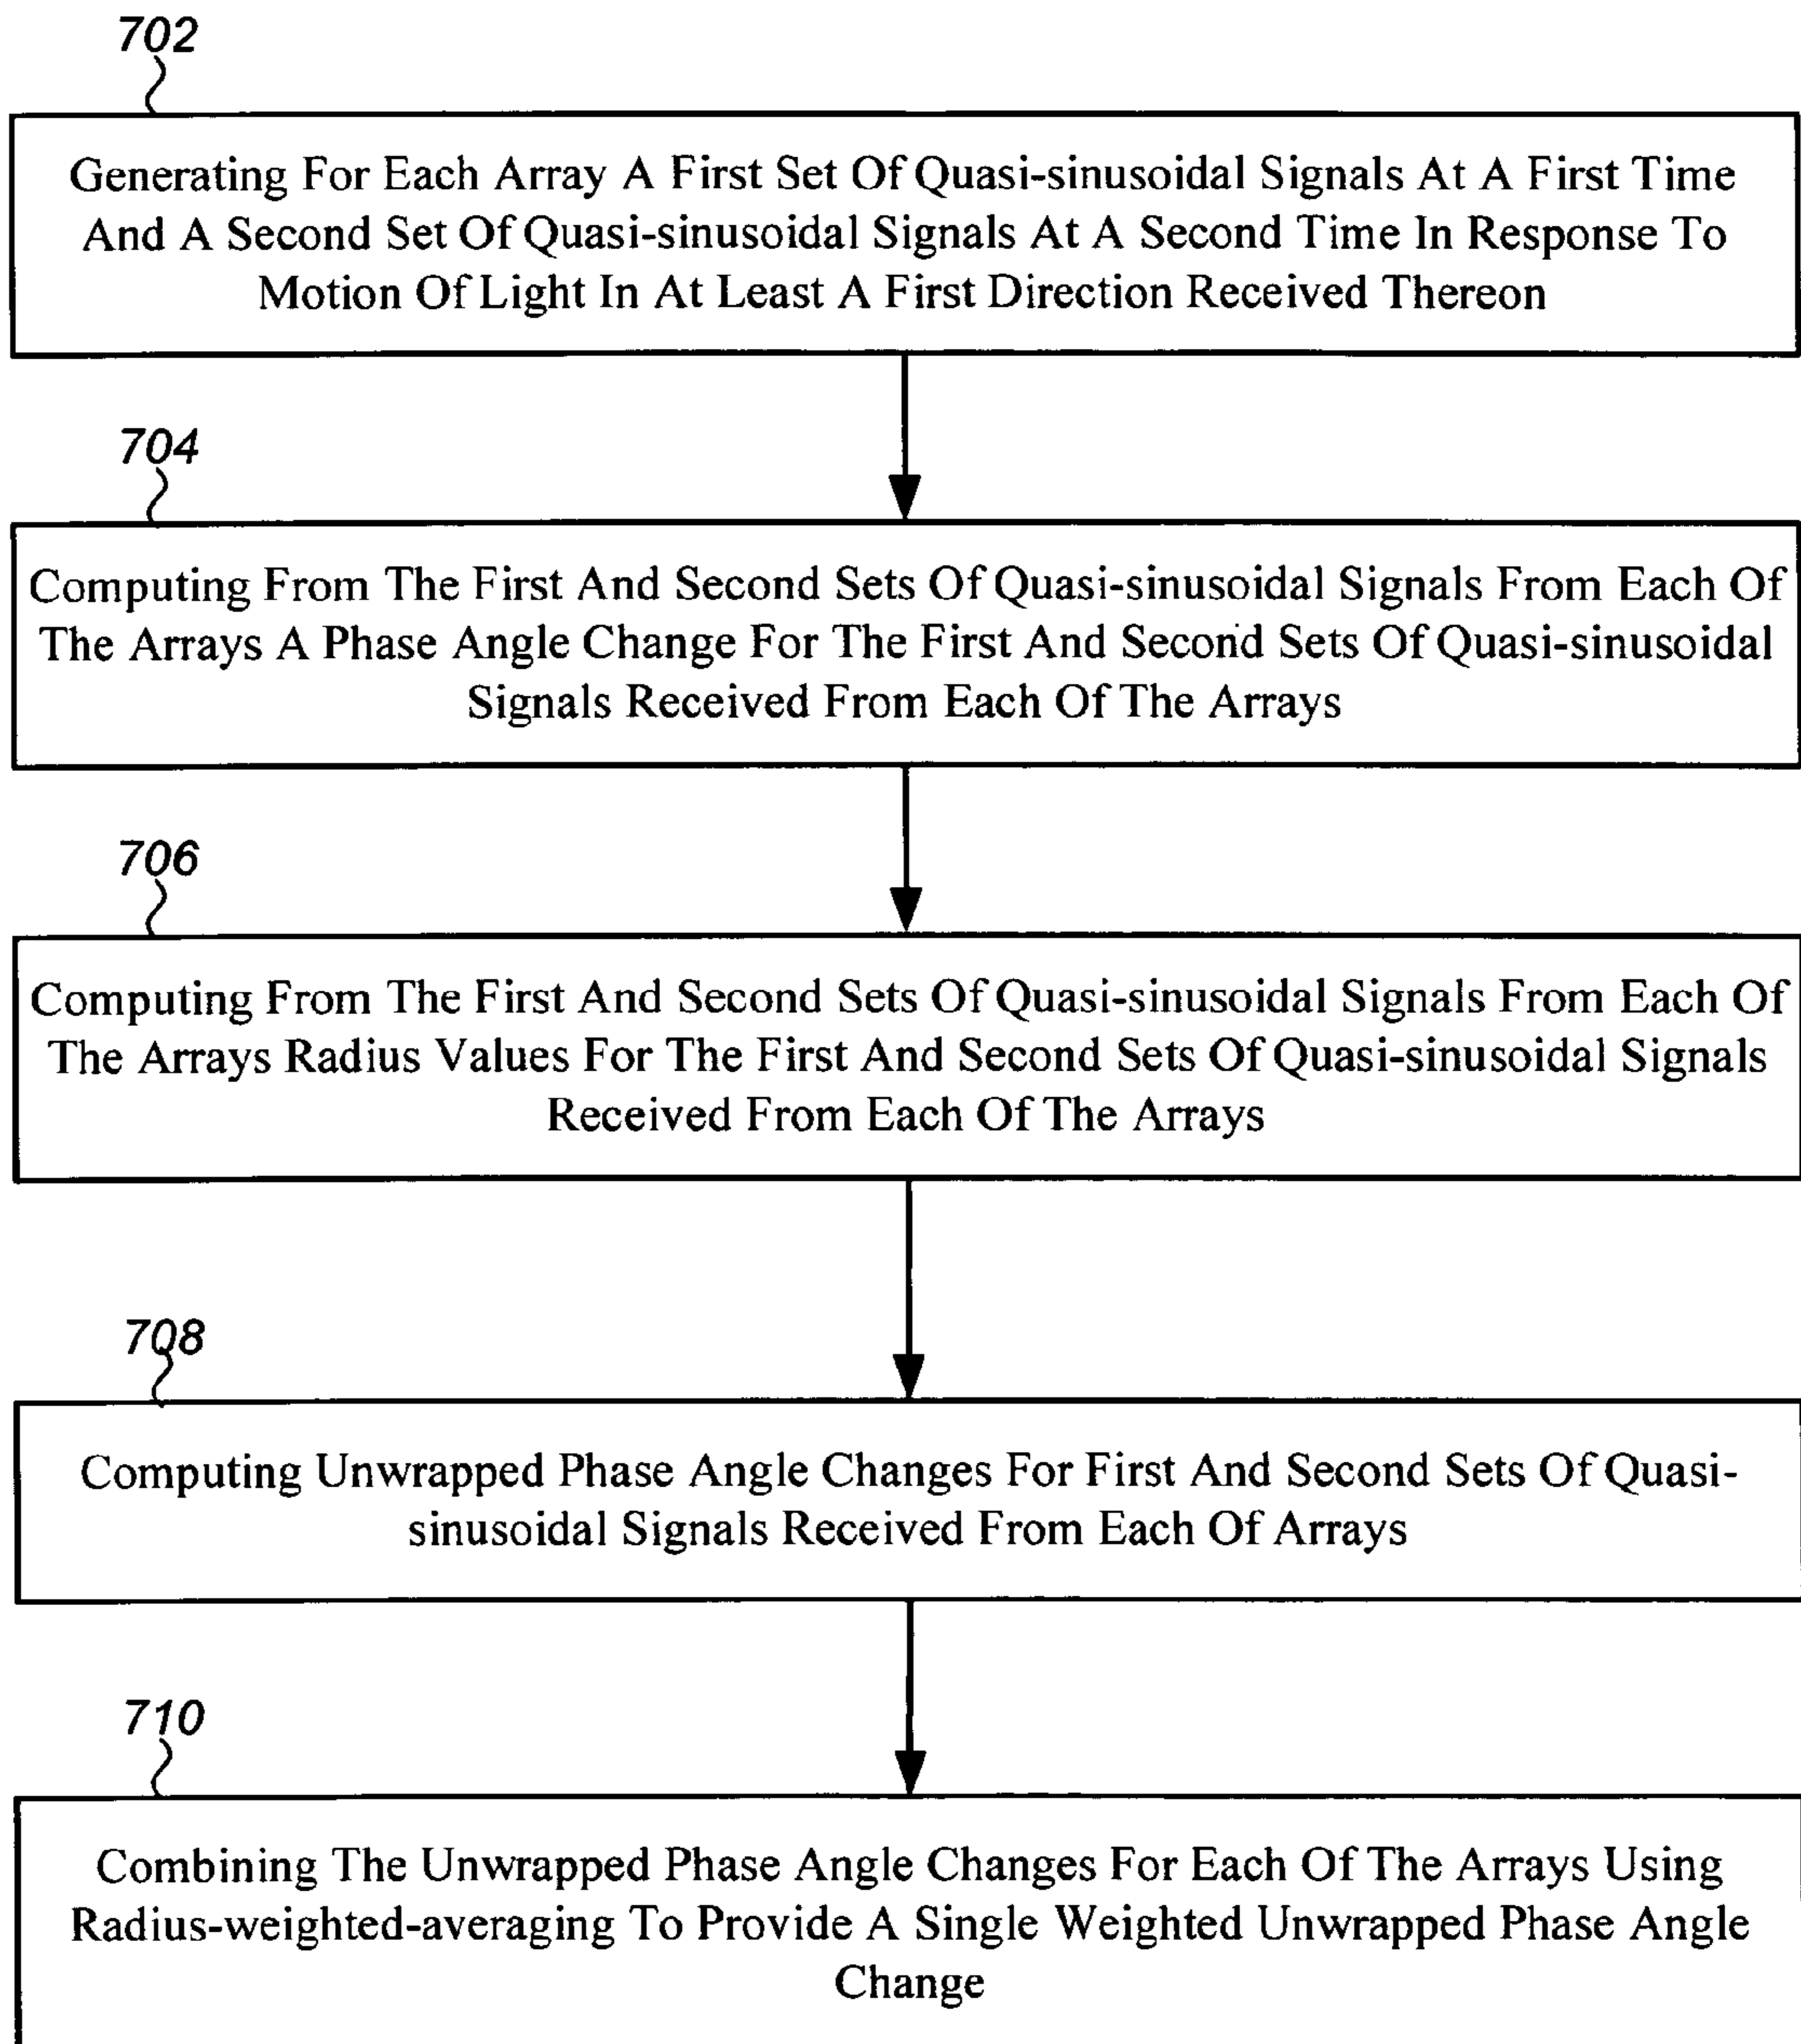 702
Generating For Each Array A First Set Of Quasi-sinusoidal Signals At A First Time
And A Second Set Of Quasi-sinusoidal Signals At A Second Time In Response To
Motion Of Light In At Least A First Direction Received Thereon
704
Computing From The First And Second Sets Of Quasi-sinusoidal Signals From Each Of
The Arrays A Phase Angle Change For The First And Second Sets Of Quasi-sinusoidal
Signals Received From Each Of The Arrays
706
Computing From The First And Second Sets Of Quasi-sinusoidal Signals From Each Of
The Arrays Radius Values For The First And Second Sets Of Quasi-sinusoidal Signals
Received From Each Of The Arrays
708
Computing Unwrapped Phase Angle Changes For First And Second Sets Of Quasi-
sinusoidal Signals Received From Each Of Arrays
710
Combining The Unwrapped Phase Angle Changes For Each Of The Arrays Using
Radius-weighted-averaging To Provide A Single Weighted Unwrapped Phase Angle
Change